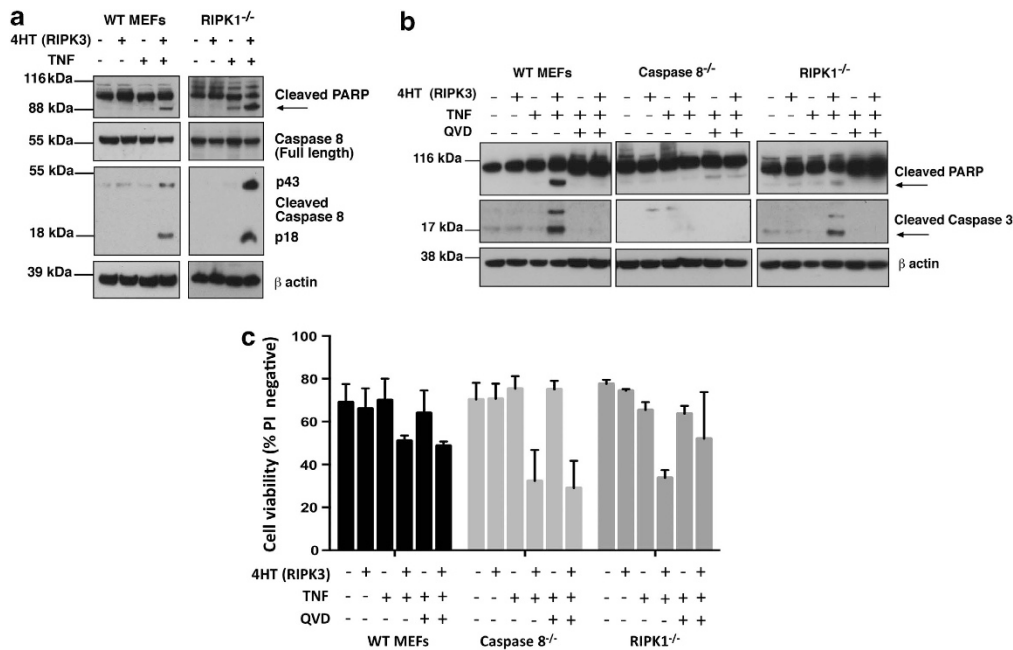 a
WT MEFs RIPK1-/-
4HT (RIPK3) - + - + - + - +
TNF - - + + - - + +
116 kDa
88 kDa
Cleaved PARP
55 kDa
Caspase 8
(Full length)
55 kDa
p43
Cleaved
Caspase 8
18 kDa
p18
39 kDa
β actin
b
WT MEFs Caspase 8-/- RIPK1-/-
4HT (RIPK3) - + - + - + - + - + - + - + - + - +
TNF - - + + + + - - + + + + - - + + + +
QVD - - - - + + - - - - + + - - - - + +
116 kDa
Cleaved PARP
17 kDa
Cleaved Caspase 3
38 kDa
β actin
c
Cell viability (% PI negative)
100
80
60
40
20
0
4HT (RIPK3) - + - + - + - + - + - + - + - + - +
TNF - - + + + + - - + + + + - - + + + +
QVD - - - - + + - - - - + + - - - - + +
WT MEFs Caspase 8-/- RIPK1-/-